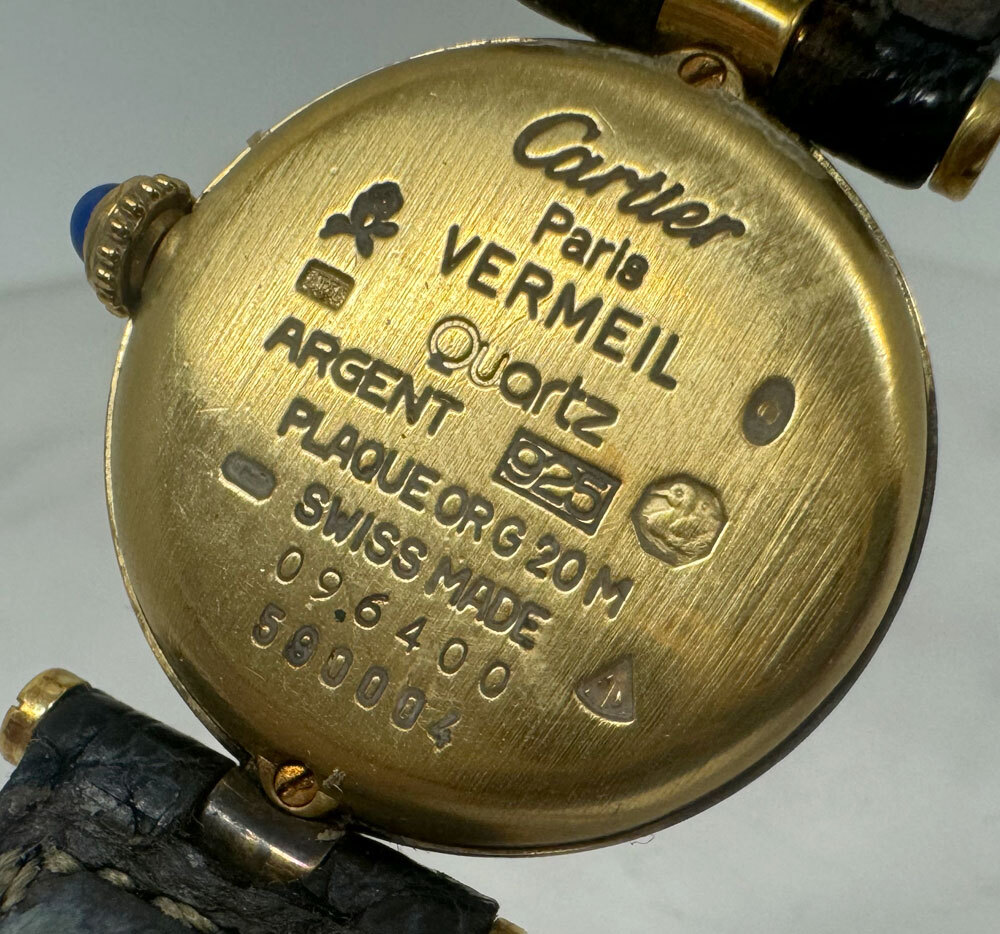 Cartier
Paris
VERMEIL
Quartz
ARGENT 925
PLAQUE OR G 20 M
SWISS MADE
096400
580004